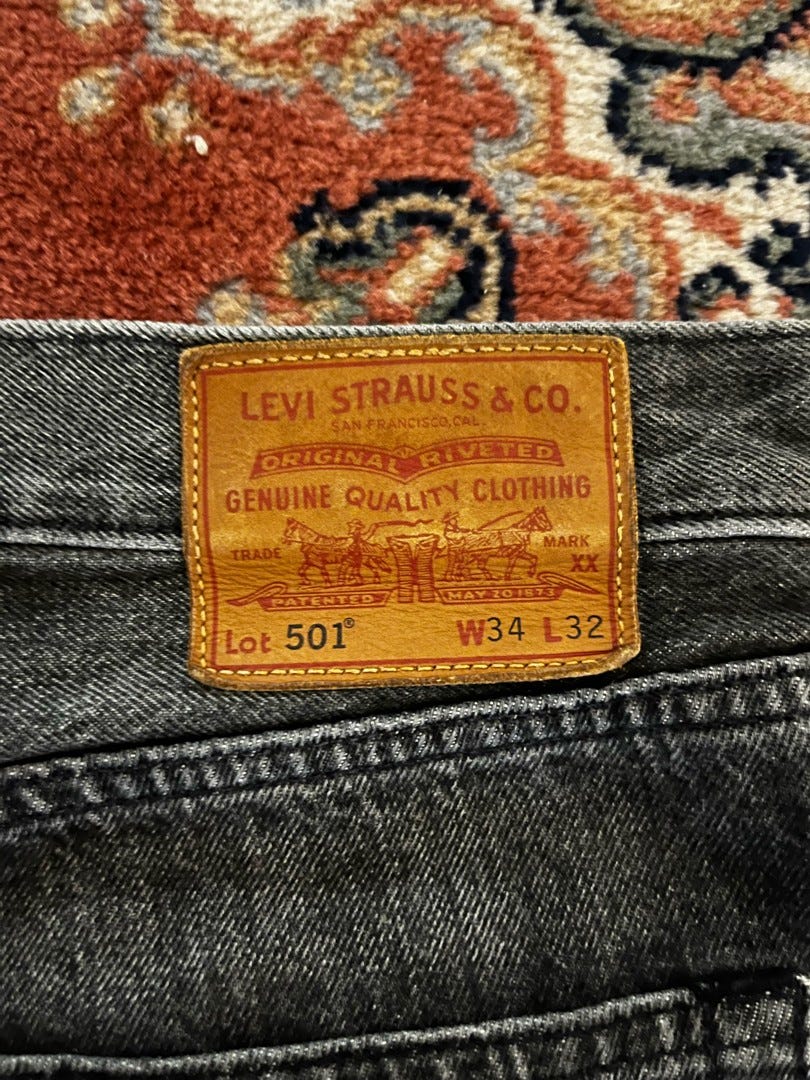 LEVI STRAUSS & CO.
SAN FRANCISCO, CAL.
ORIGINAL RIVETED
GENUINE QUALITY CLOTHING
TRADE MARK
XX
PATENTED MAY 20 1873
Lot 501® W34 L32